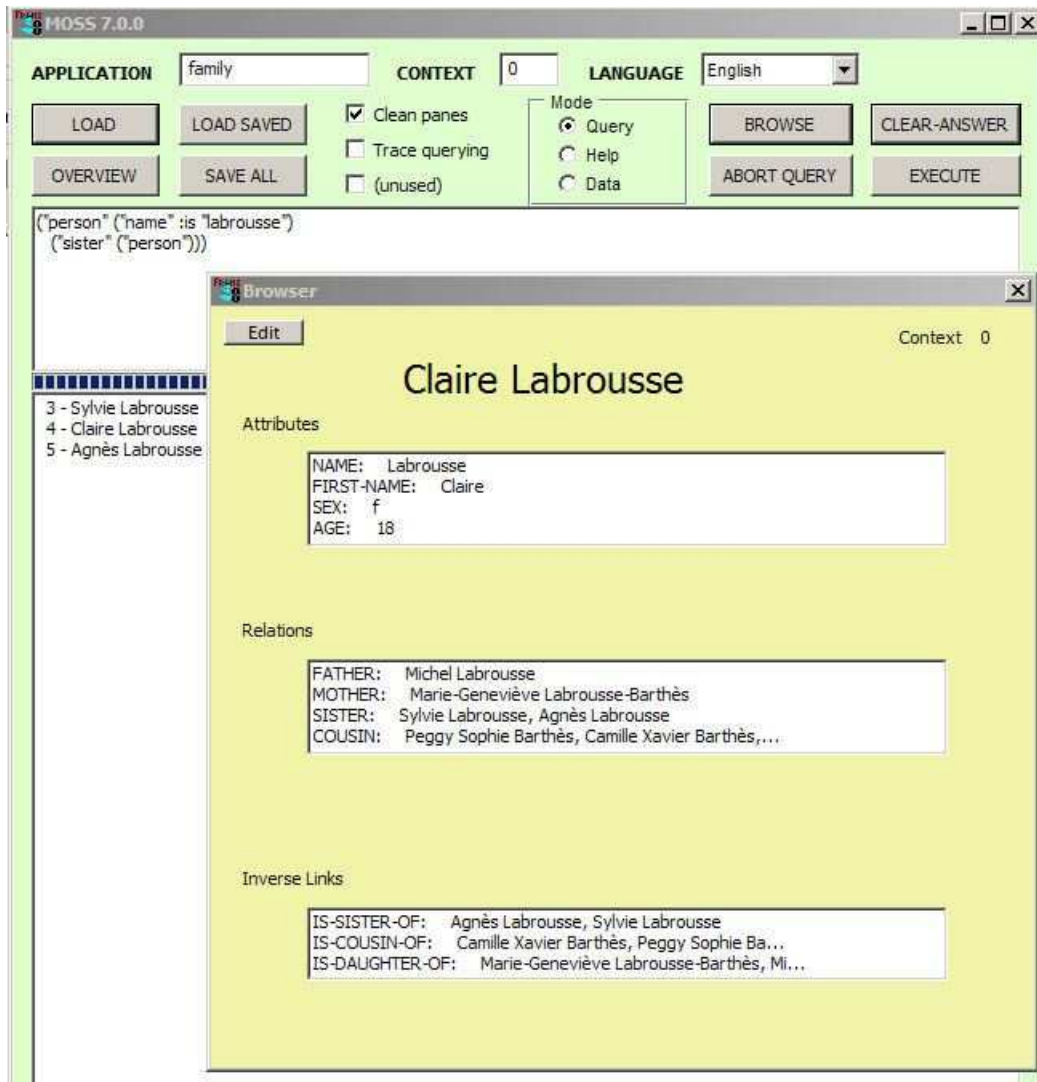 MOSS 7.0.0
APPLICATION family CONTEXT 0 LANGUAGE English
LOAD LOAD SAVED Clean panes Mode Query BROWSE CLEAR-ANSWER
Trace querying Help
OVERVIEW SAVE ALL (unused) Data ABORT QUERY EXECUTE
("person" ("name" :is "labrousse")
("sister" ("person")))
3 - Sylvie Labrousse
4 - Claire Labrousse
5 - Agnès Labrousse
Browser
Edit Context 0
Claire Labrousse
Attributes
NAME: Labrousse
FIRST-NAME: Claire
SEX: f
AGE: 18
Relations
FATHER: Michel Labrousse
MOTHER: Marie-Geneviève Labrousse-Barthès
SISTER: Sylvie Labrousse, Agnès Labrousse
COUSIN: Peggy Sophie Barthès, Camille Xavier Barthès,...
Inverse Links
IS-SISTER-OF: Agnès Labrousse, Sylvie Labrousse
IS-COUSIN-OF: Camille Xavier Barthès, Peggy Sophie Ba...
IS-DAUGHTER-OF: Marie-Geneviève Labrousse-Barthès, Mi...